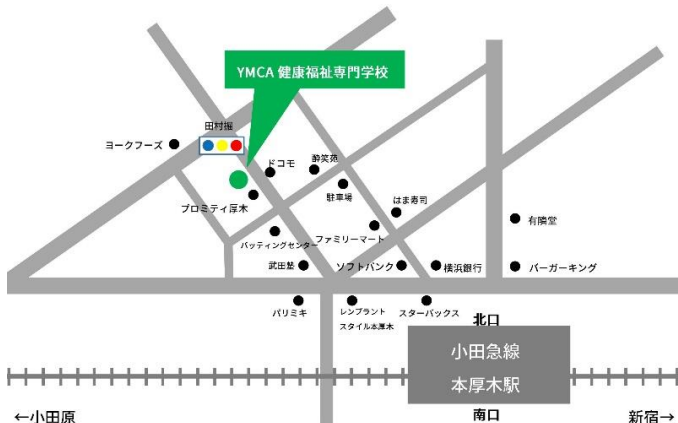 YMCA 健康福祉専門学校
田村堀
ヨークフーズ
ドコモ
酔笑苑
プロミティ厚木
駐車場
はま寿司
有隣堂
バッティングセンター
ファミリーマート
武田塾
ソフトバンク
横浜銀行
バーガーキング
パリミキ
レンブラント
スタイル本厚木
スターバックス
北口
小田急線
本厚木駅
←小田原
南口
新宿→